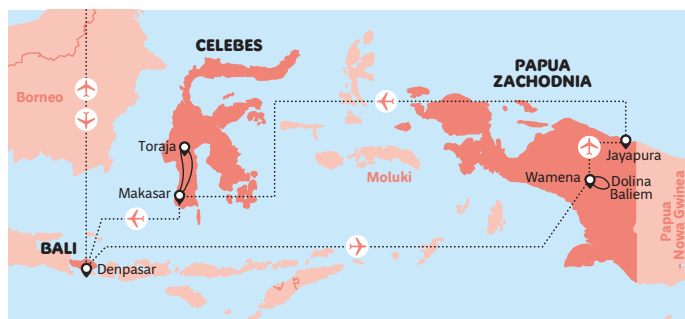 CELEBES
PAPUA
ZACHODNIA
Borneo
Toraja
Jayapura
Moluki
Wamena
Dolina
Baliem
Makasar
Papua
- Nowa Gwinea
BALI
Denpasar